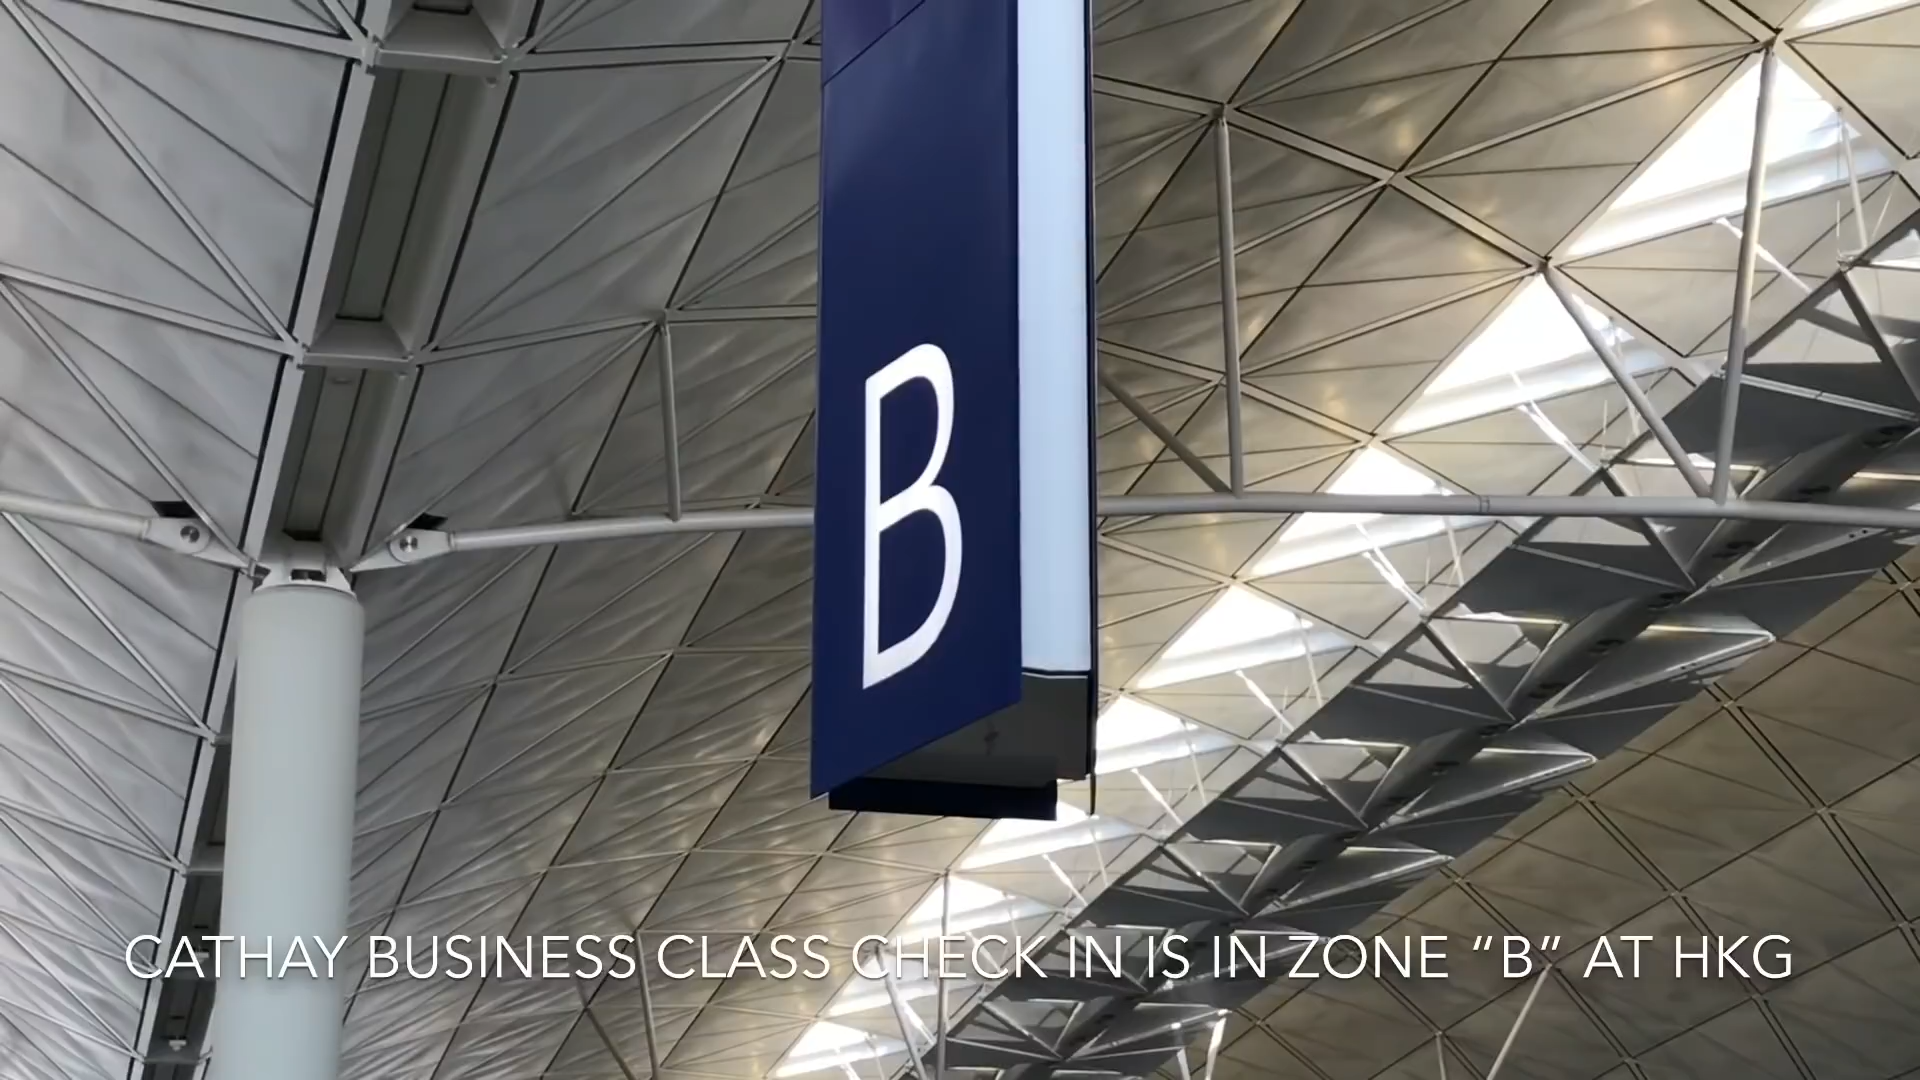 B
CATHAY BUSINESS CLASS CHECK IN IS IN ZONE “B” AT HKG